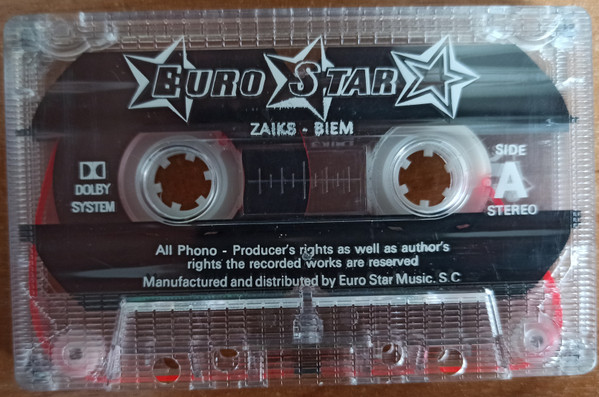 EURO STAR
ZAIKS - BIEM
DOLBY
SYSTEM
SIDE
A
STEREO
All Phono - Producer's rights as well as author's
rights the recorded works are reserved
Manufactured and distributed by Euro Star Music. S.C